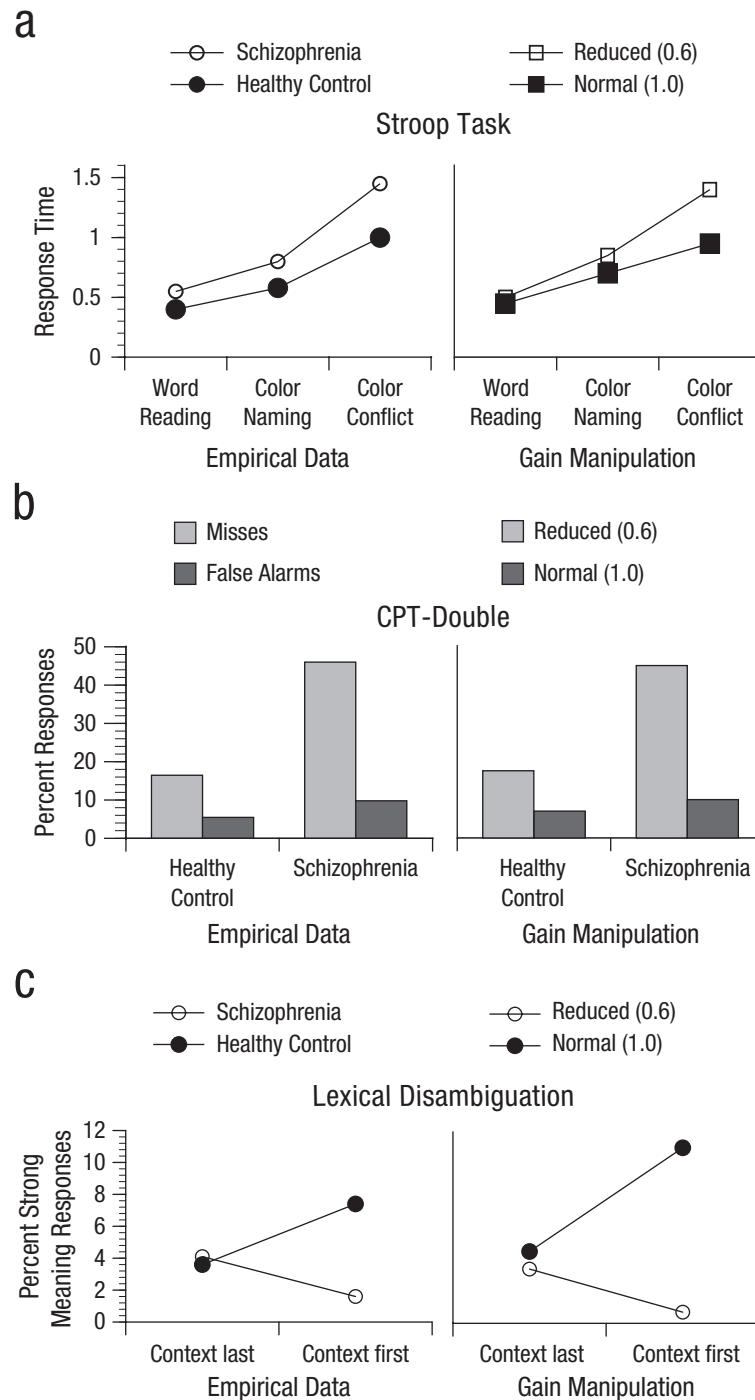 a
Schizophrenia
Healthy Control
Reduced (0.6)
Normal (1.0)
Stroop Task
Response Time
1.5
1
0.5
0
Word
Reading
Color
Naming
Color
Conflict
Empirical Data
Word
Reading
Color
Naming
Color
Conflict
Gain Manipulation
b
Misses
False Alarms
Reduced (0.6)
Normal (1.0)
CPT-Double
Percent Responses
50
40
30
20
10
0
Healthy
Control
Schizophrenia
Empirical Data
Healthy
Control
Schizophrenia
Gain Manipulation
c
Schizophrenia
Healthy Control
Reduced (0.6)
Normal (1.0)
Lexical Disambiguation
Percent Strong
Meaning Responses
12
10
8
6
4
2
0
Context last
Context first
Empirical Data
Context last
Context first
Gain Manipulation